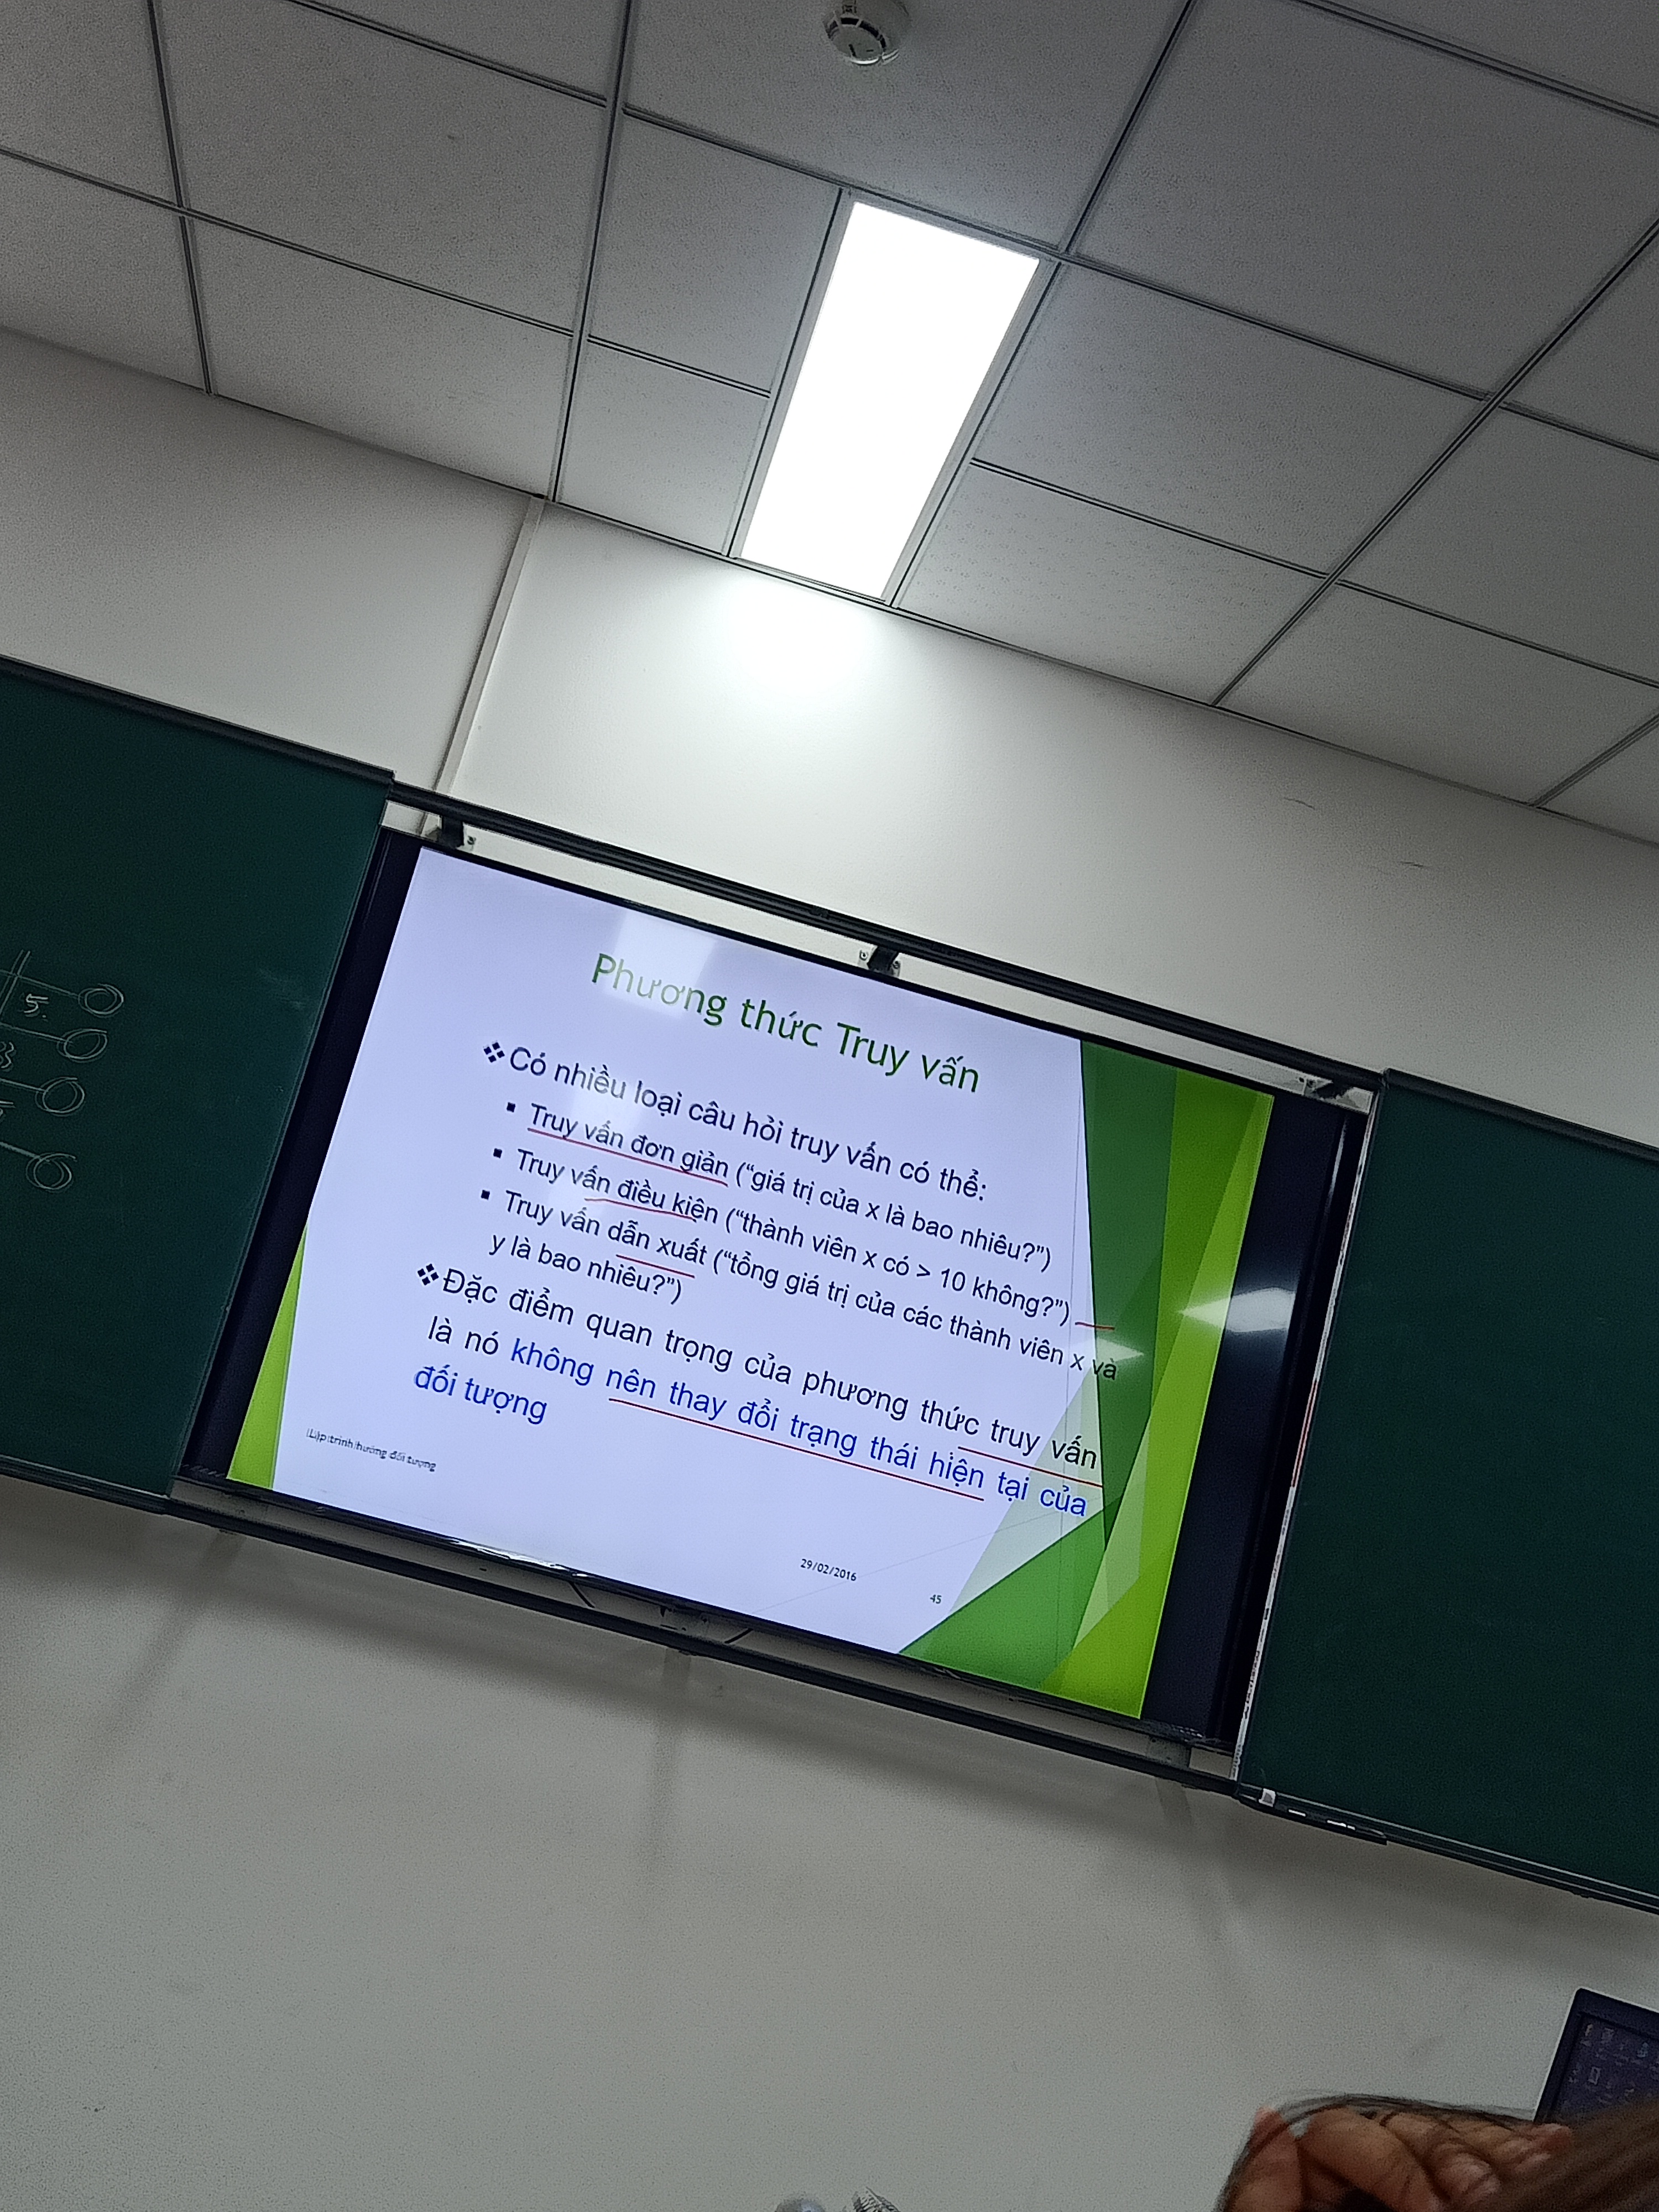 Phương thức Truy vấn
❖Có nhiều loại câu hỏi truy vấn có thể:
▪ Truy vấn đơn giản (“giá trị của x là bao nhiêu?”)
▪ Truy vấn điều kiện (“thành viên x có > 10 không?”)
▪ Truy vấn dẫn xuất (“tổng giá trị của các thành viên x và
y là bao nhiêu?”)
❖Đặc điểm quan trọng của phương thức truy vấn
là nó không nên thay đổi trạng thái hiện tại của
đối tượng
Lập trình hướng đối tượng
29/02/2016
45
5.